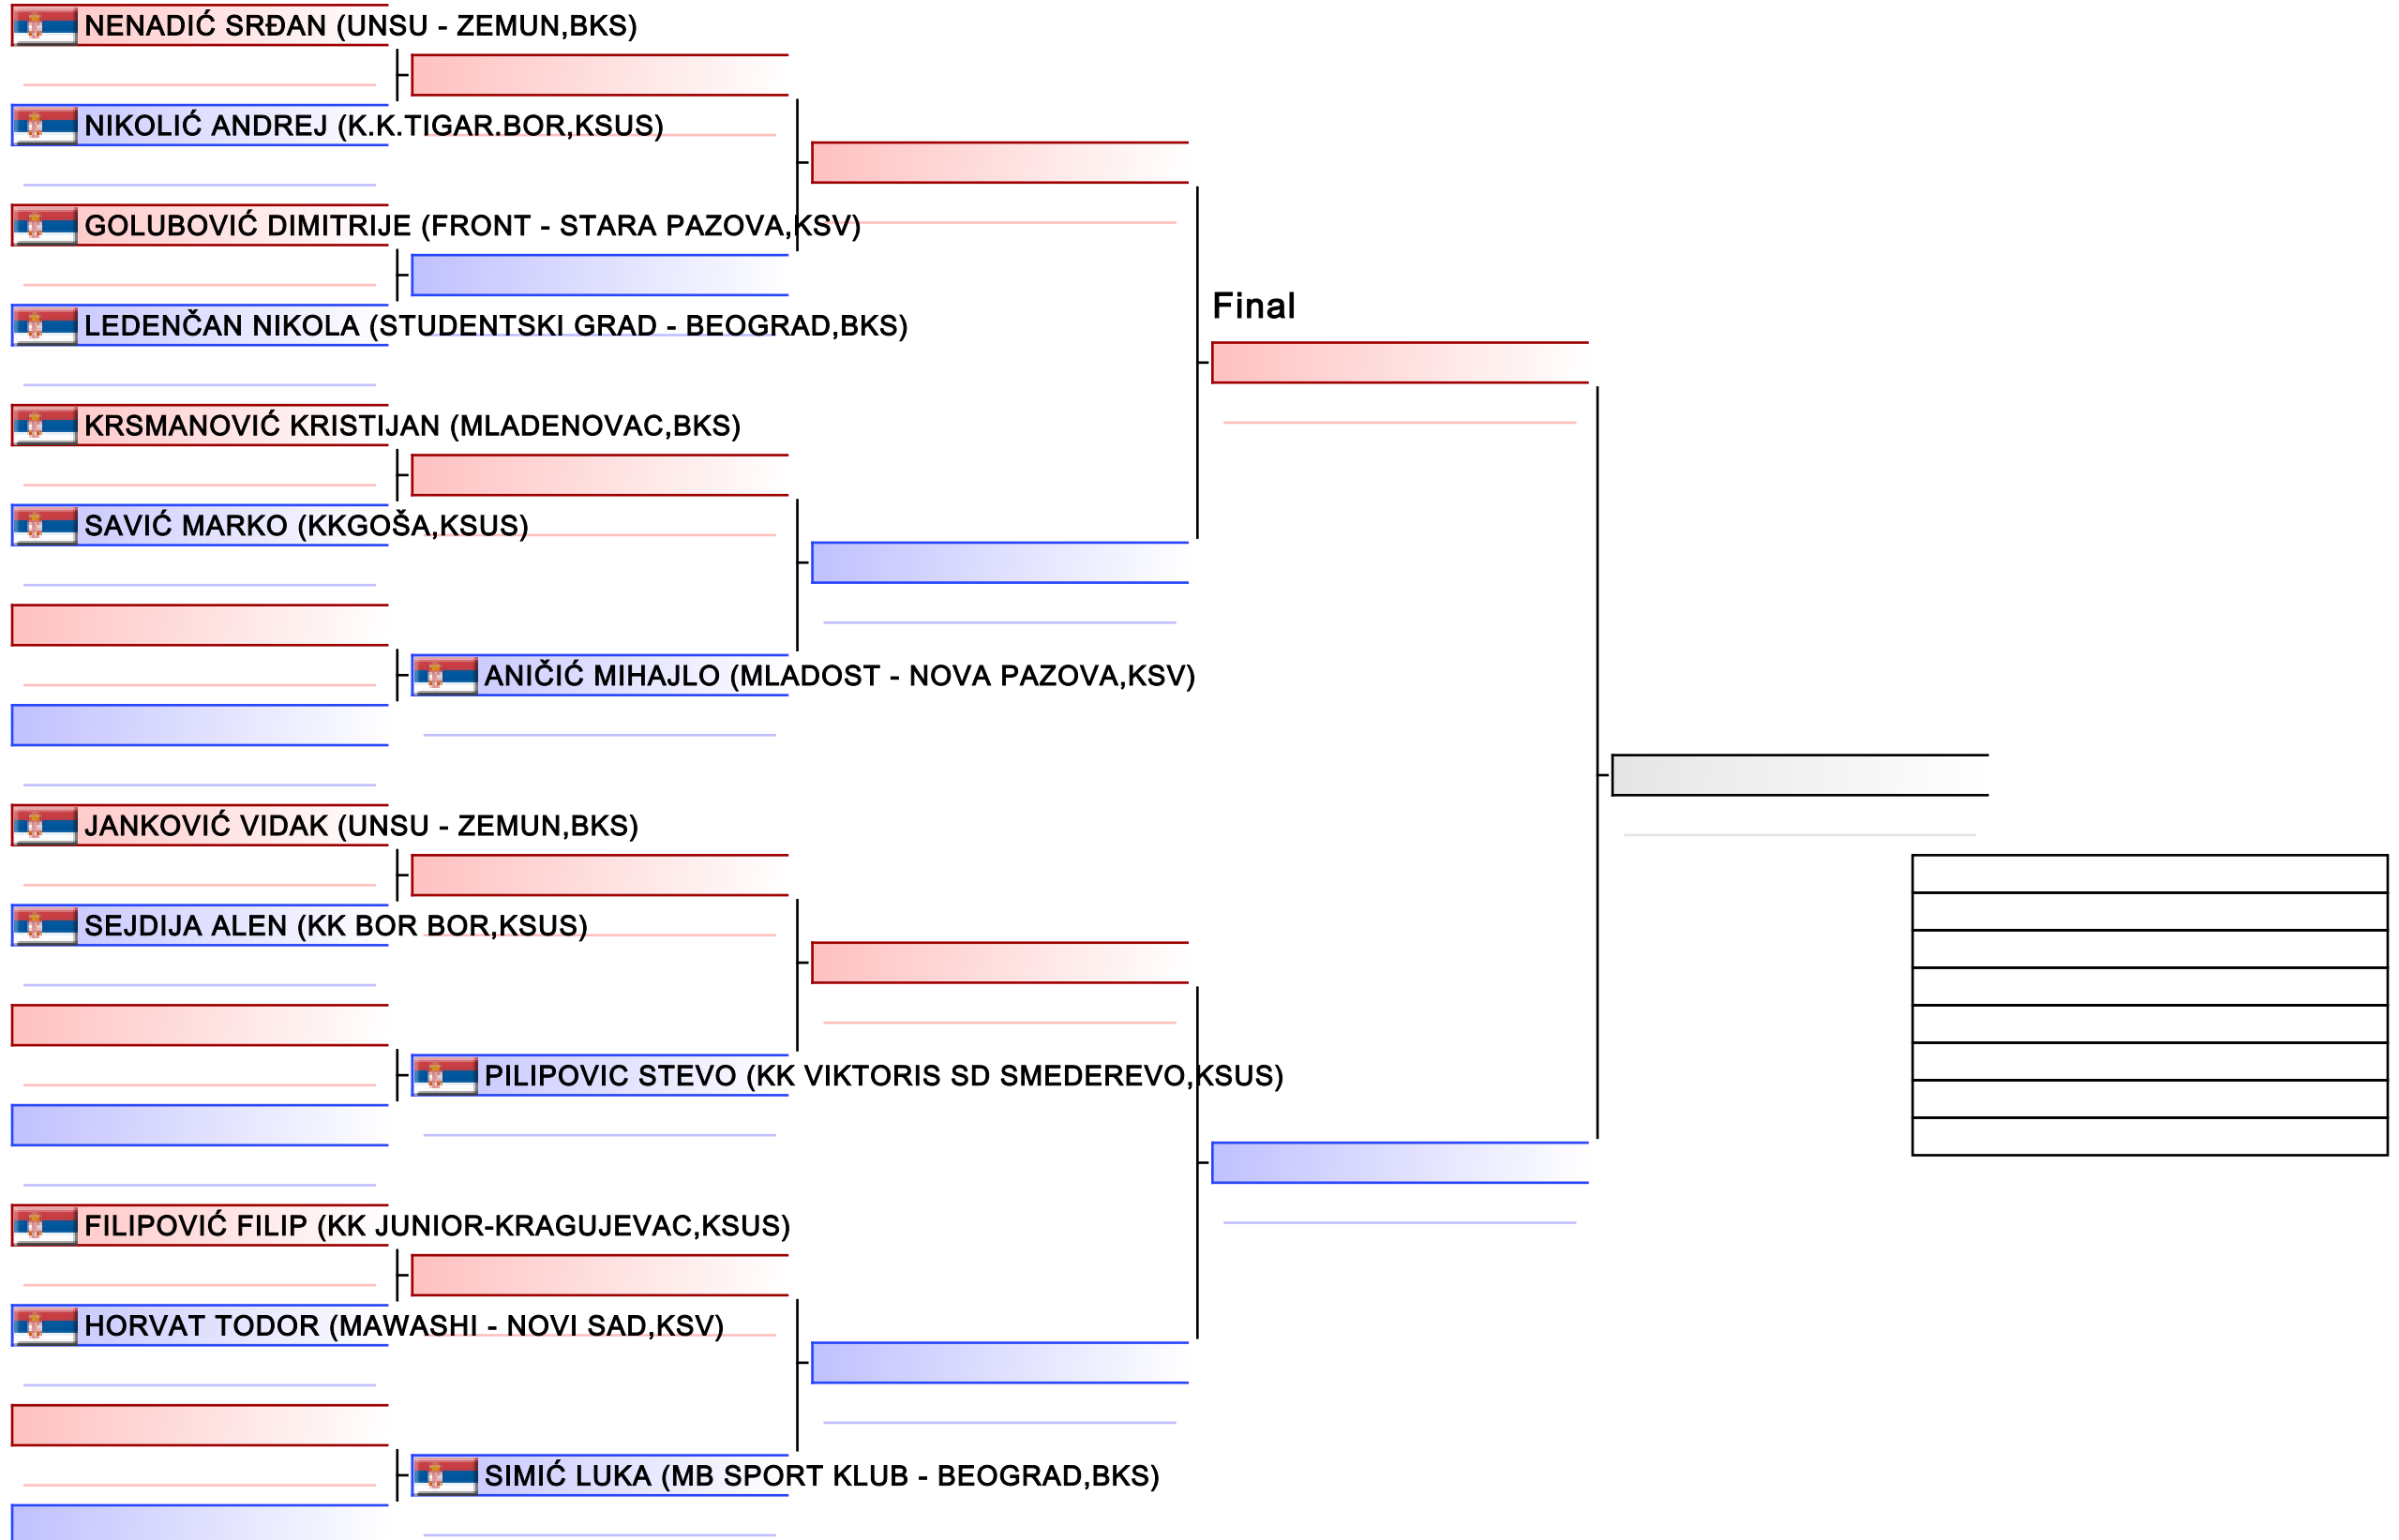 NENADIĆ SRĐAN (UNSU - ZEMUN,BKS)
NIKOLIĆ ANDREJ (K.K.TIGAR.BOR,KSUS)
GOLUBOVIĆ DIMITRIJE (FRONT - STARA PAZOVA,KSV)
Final
LEDENČAN NIKOLA (STUDENTSKI GRAD - BEOGRAD,BKS)
KRSMANOVIĆ KRISTIJAN (MLADENOVAC,BKS)
SAVIĆ MARKO (KKGOŠA,KSUS)
ANIČIĆ MIHAJLO (MLADOST - NOVA PAZOVA,KSV)
JANKOVIĆ VIDAK (UNSU - ZEMUN,BKS)
SEJDIJA ALEN (KK BOR BOR,KSUS)
PILIPOVIC STEVO (KK VIKTORIS SD SMEDEREVO,KSUS)
FILIPOVIĆ FILIP (KK JUNIOR-KRAGUJEVAC,KSUS)
HORVAT TODOR (MAWASHI - NOVI SAD,KSV)
SIMIĆ LUKA (MB SPORT KLUB - BEOGRAD,BKS)